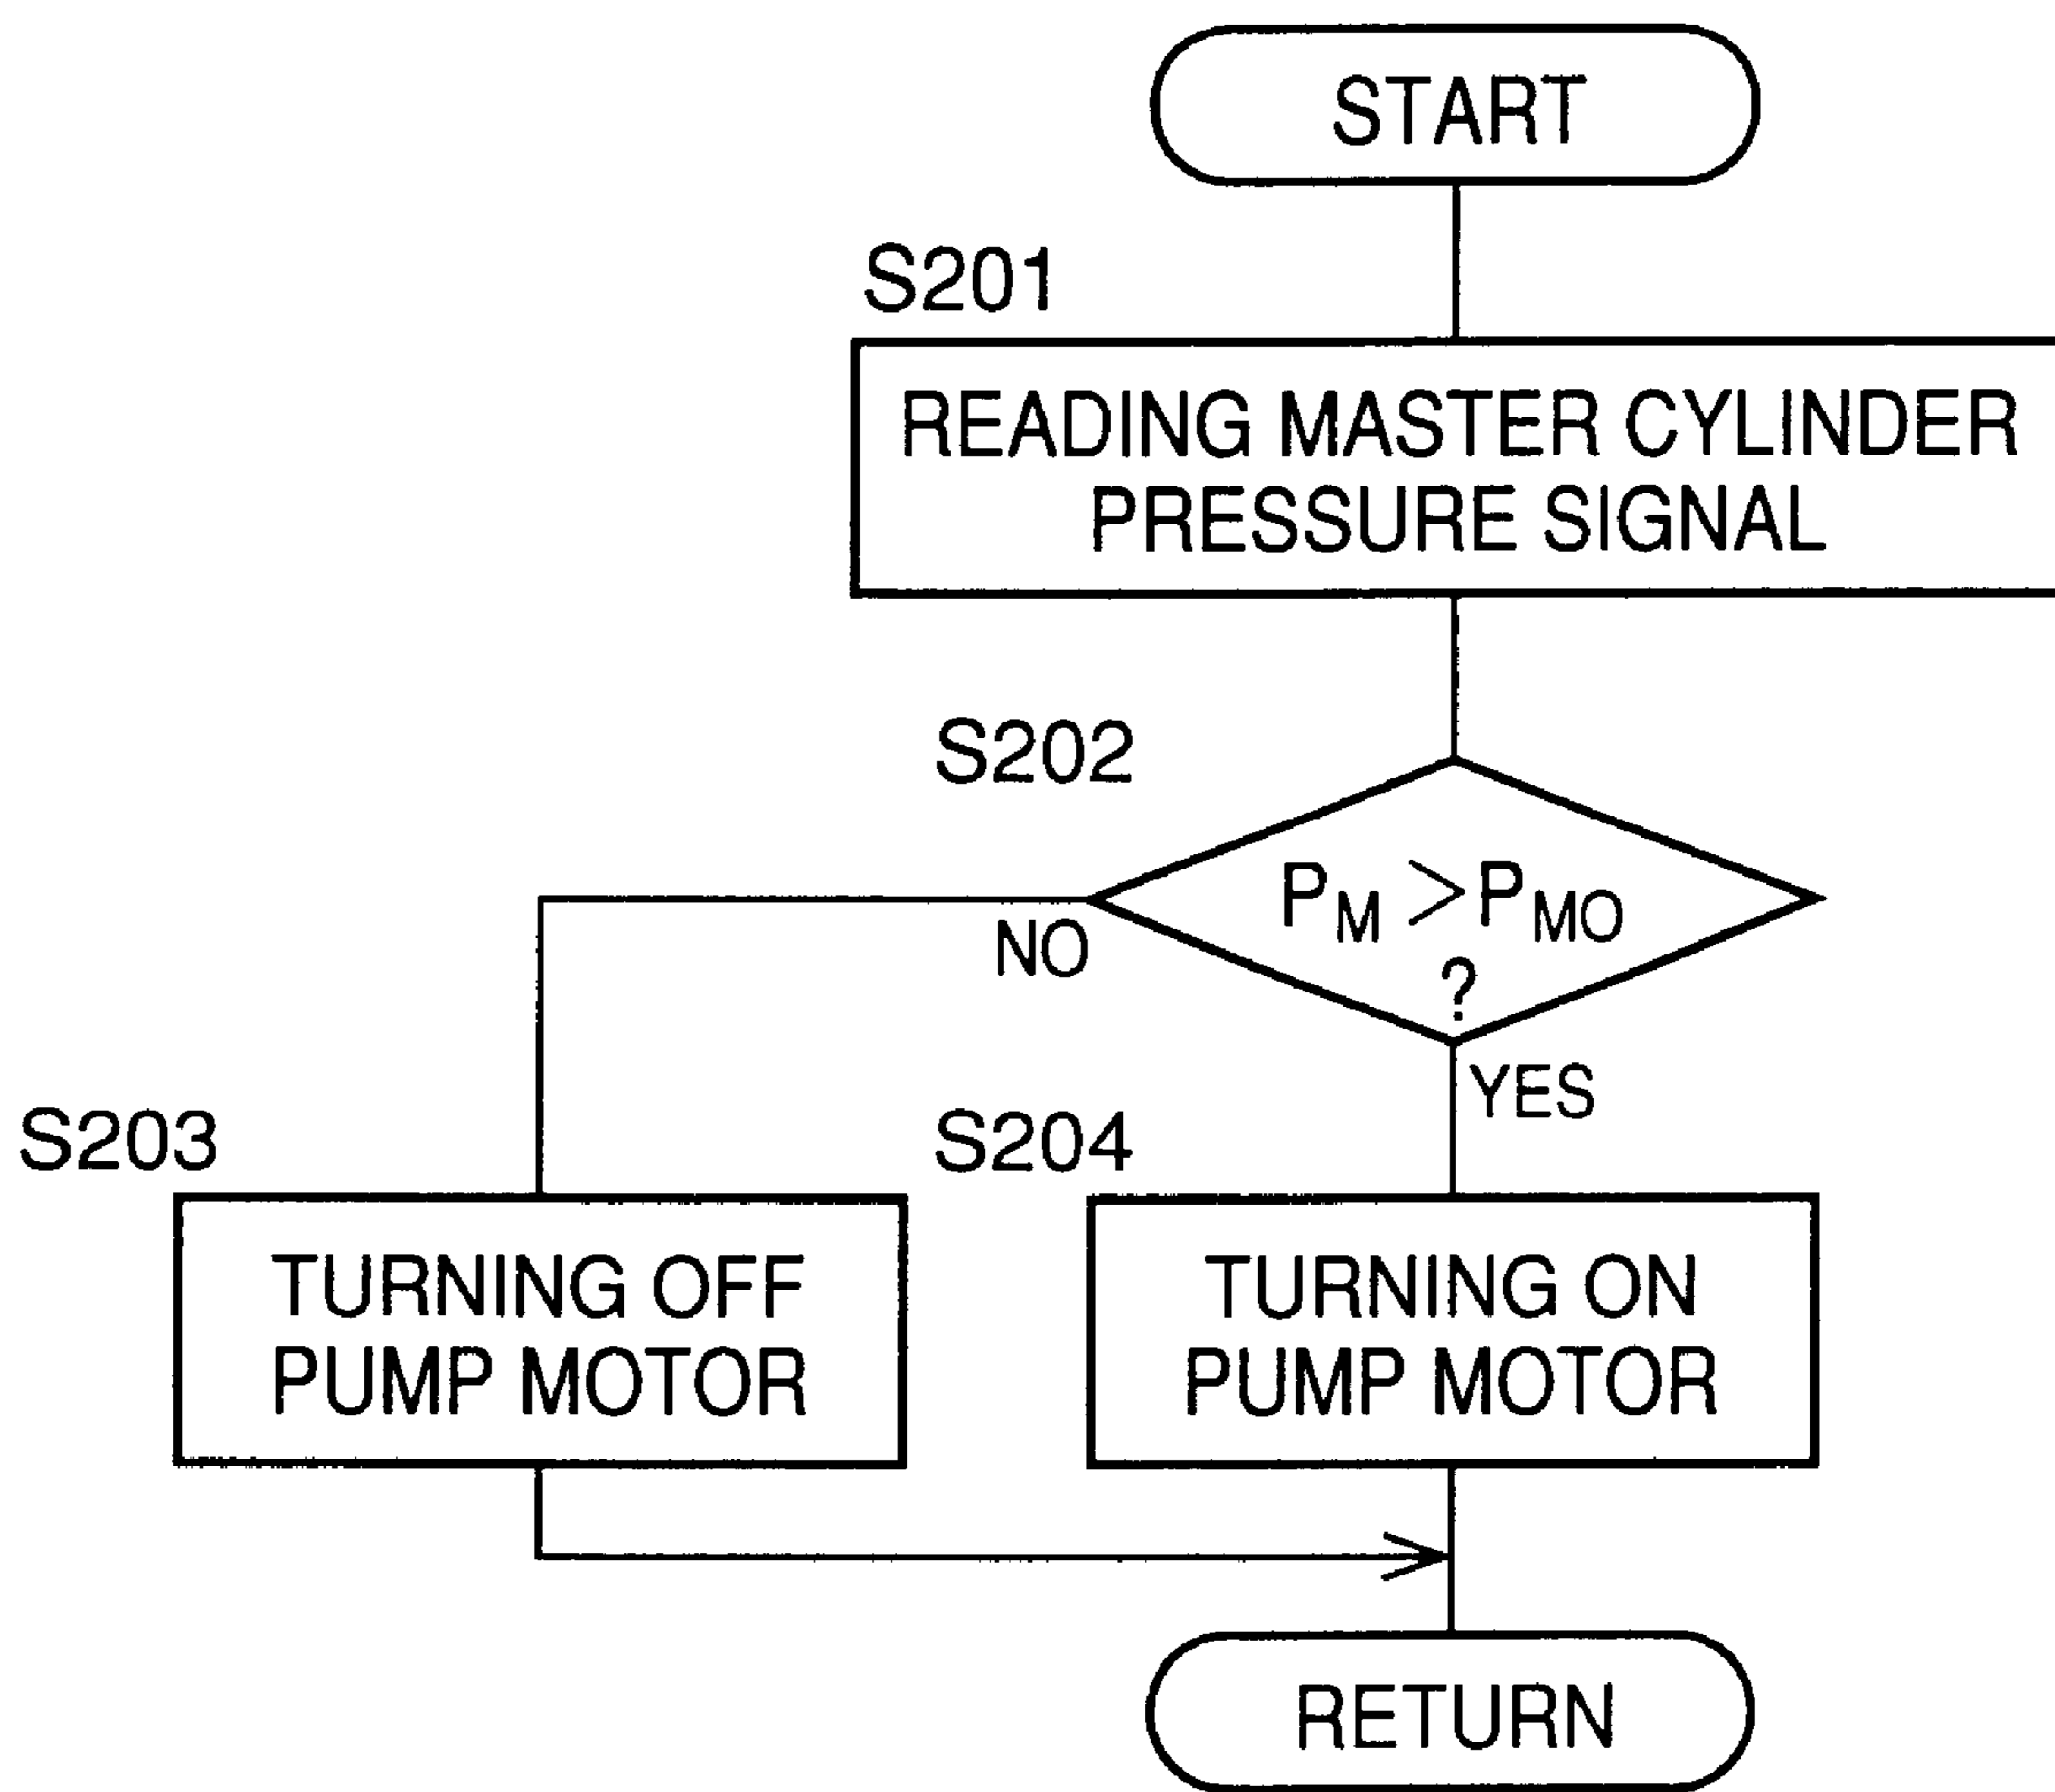 START
S201
READING MASTER CYLINDER
PRESSURE SIGNAL
S202
PM > PMO
?
NO
YES
S203
TURNING OFF
PUMP MOTOR
S204
TURNING ON
PUMP MOTOR
RETURN